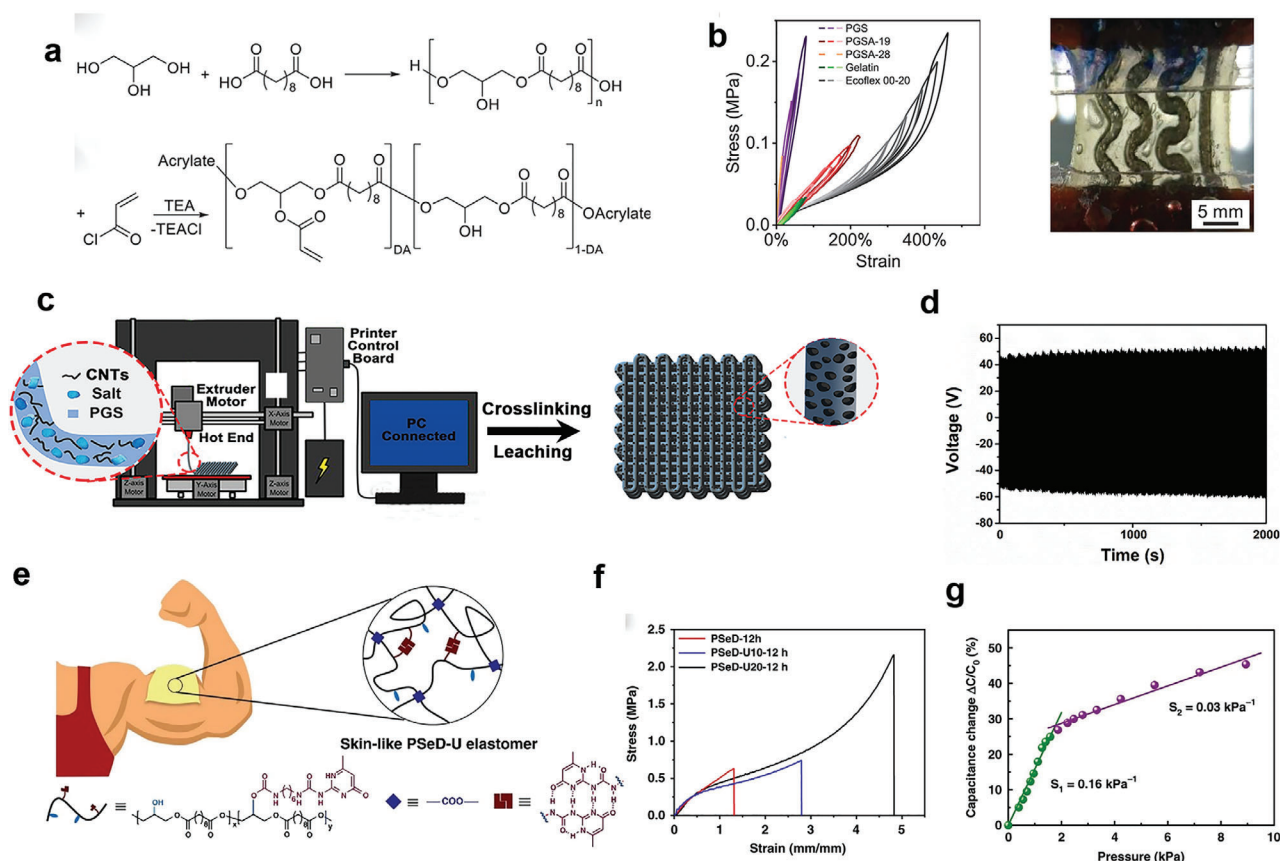 a
HO
OH
OH
+
O
O
HO
OH
8
H
O
O
OH
O
O
8
OH
n
+
Cl
O
TEA
-TEACl
Acrylate
O
O
O
O
O
8
O
DA
O
O
OH
O
O
8
OAcrylate
1-DA
b
Stress (MPa)
0.2
0.1
0.0
0%
200%
400%
Strain
PGS
PGSA-19
PGSA-28
Gelatin
Ecoflex 00-20
5 mm
c
CNTs
Salt
PGS
Extruder
Motor
Hot End
X-Axis
Motor
Z-axis
Motor
Y-Axis
Motor
Z-axis
Motor
Printer
Control
Board
PC
Connected
Crosslinking
Leaching
d
Voltage (V)
80
60
40
20
0
-20
-40
-60
-80
0
1000
2000
Time (s)
e
Skin-like PSeD-U elastomer
—COO—
f
Stress (MPa)
2.5
2.0
1.5
1.0
0.5
0.0
0
1
2
3
4
5
Strain (mm/mm)
PSeD-12h
PSeD-U10-12 h
PSeD-U20-12 h
g
Capacitance change ΔC/C₀ (%)
60
50
40
30
20
10
0
0
2
4
6
8
10
Pressure (kPa)
S₁ = 0.16 kPa⁻¹
S₂ = 0.03 kPa⁻¹